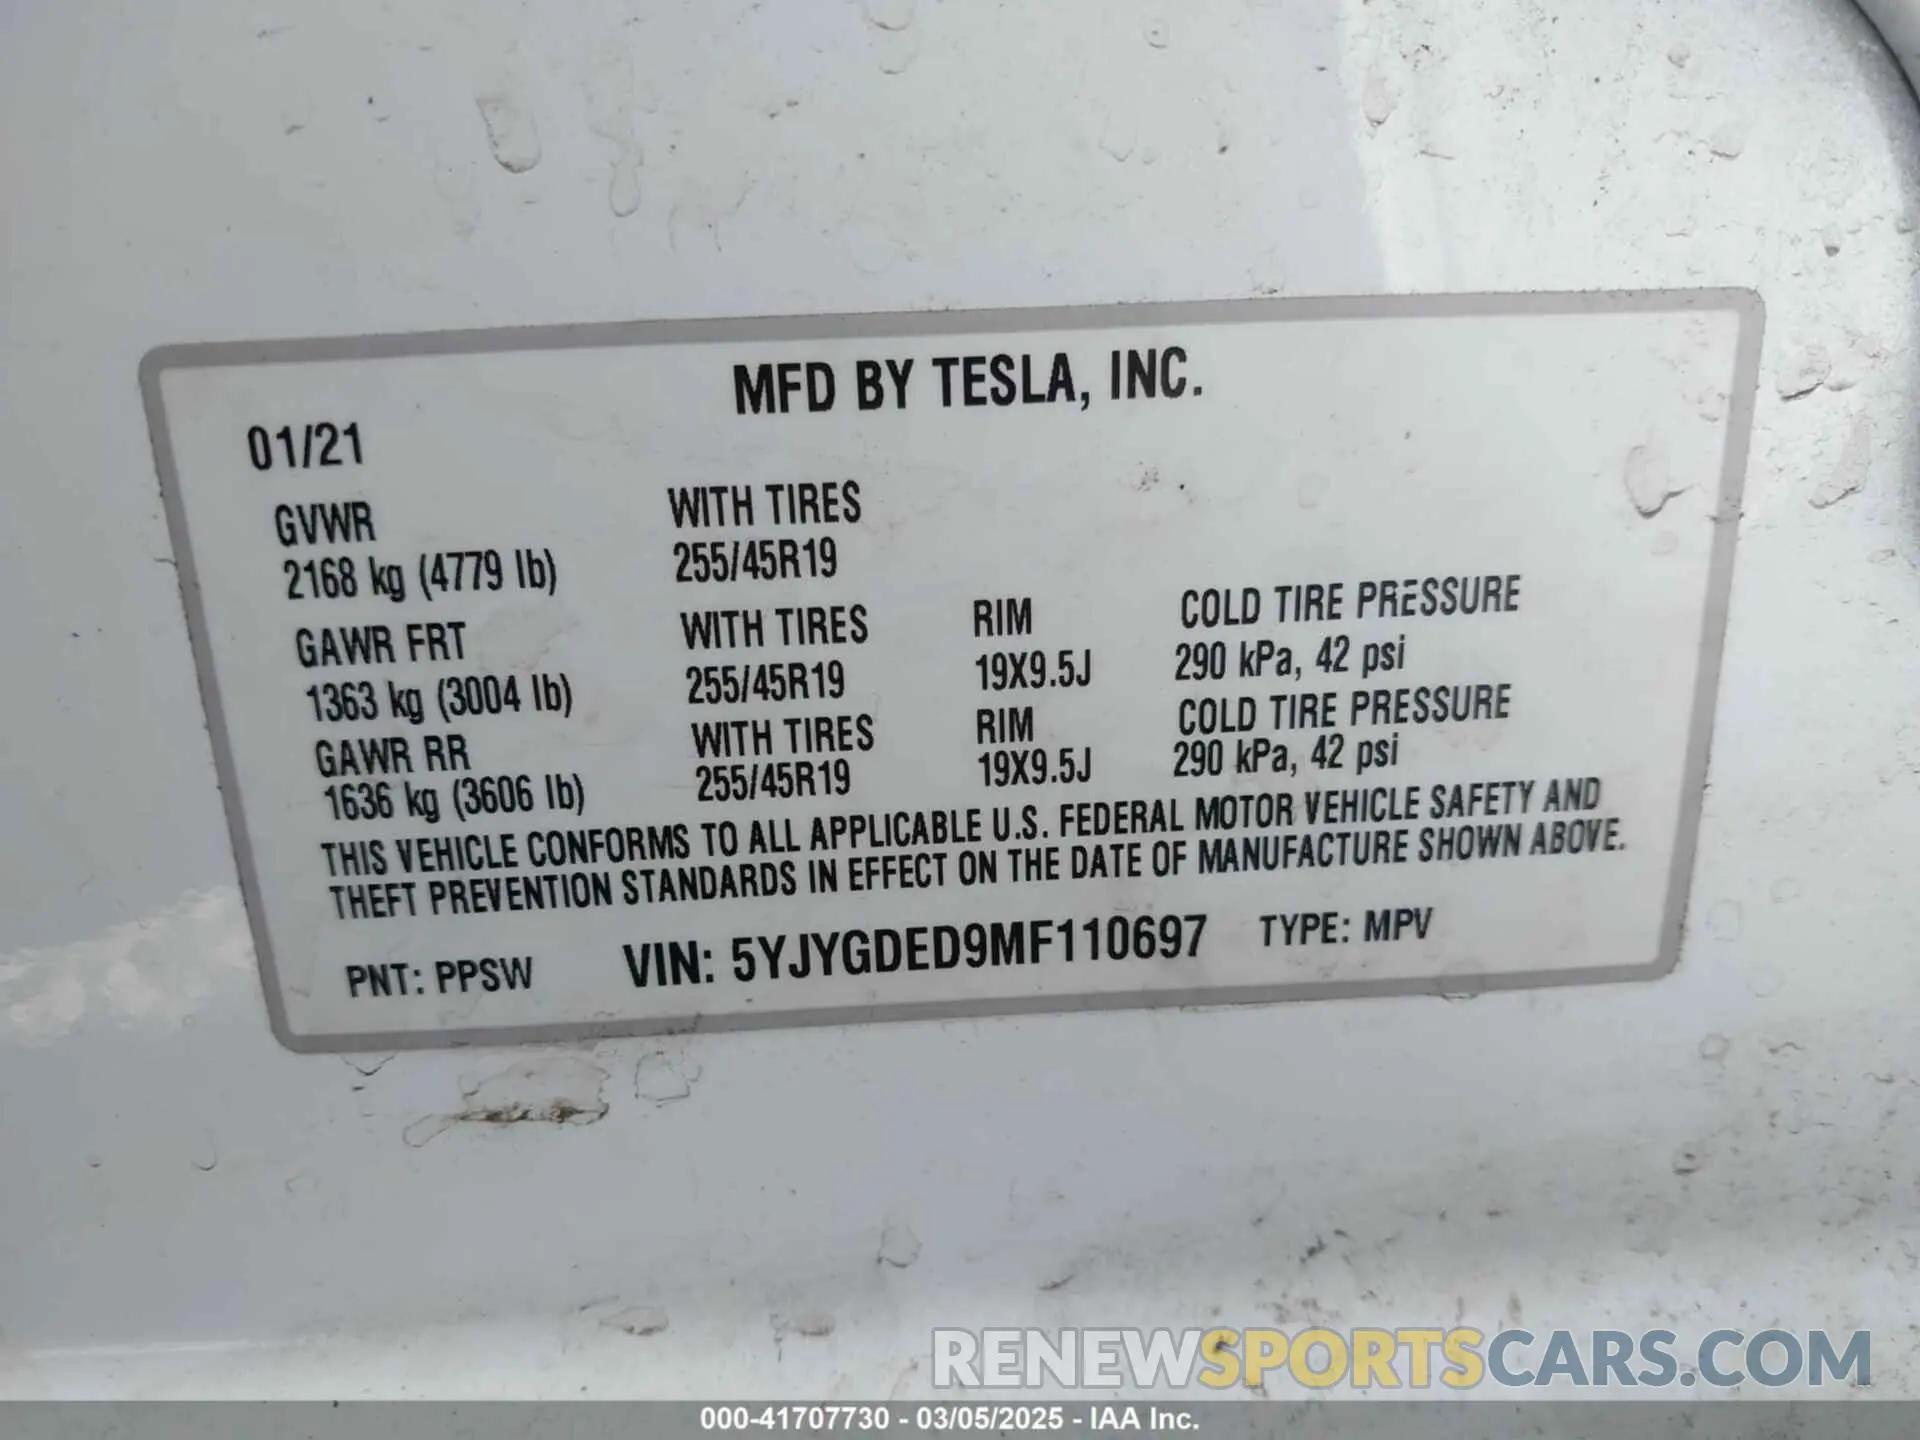 MFD BY TESLA, INC.
01/21
GVWR WITH TIRES
2168 kg (4779 lb) 255/45R19
GAWR FRT WITH TIRES RIM COLD TIRE PRESSURE
1363 kg (3004 lb) 255/45R19 19X9.5J 290 kPa, 42 psi
GAWR RR WITH TIRES RIM COLD TIRE PRESSURE
1636 kg (3606 lb) 255/45R19 19X9.5J 290 kPa, 42 psi
THIS VEHICLE CONFORMS TO ALL APPLICABLE U.S. FEDERAL MOTOR VEHICLE SAFETY AND
THEFT PREVENTION STANDARDS IN EFFECT ON THE DATE OF MANUFACTURE SHOWN ABOVE.
PNT: PPSW VIN: 5YJYGDED9MF110697 TYPE: MPV
RENEWSPORTSCARS.COM
000-41707730 - 03/05/2025 - IAA Inc.